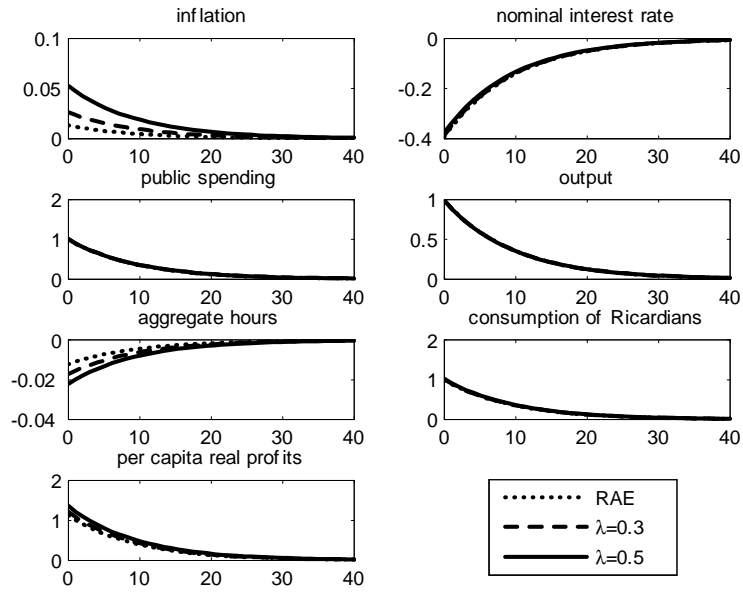 inflation
nominal interest rate
0.1
0.05
0
0 10 20 30 40
0
-0.2
-0.4
0 10 20 30 40
public spending
output
2
1
0
0 10 20 30 40
1
0.5
0
0 10 20 30 40
aggregate hours
consumption of Ricardians
0
-0.02
-0.04
0 10 20 30 40
2
1
0
0 10 20 30 40
per capita real profits
2
1
0
0 10 20 30 40
RAE
λ=0.3
λ=0.5